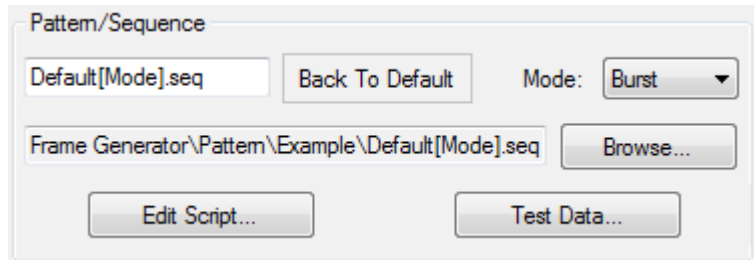 Pattern/Sequence
Default[Mode].seq Back To Default Mode: Burst
Frame Generator\Pattern\Example\Default[Mode].seq Browse...
Edit Script... Test Data...